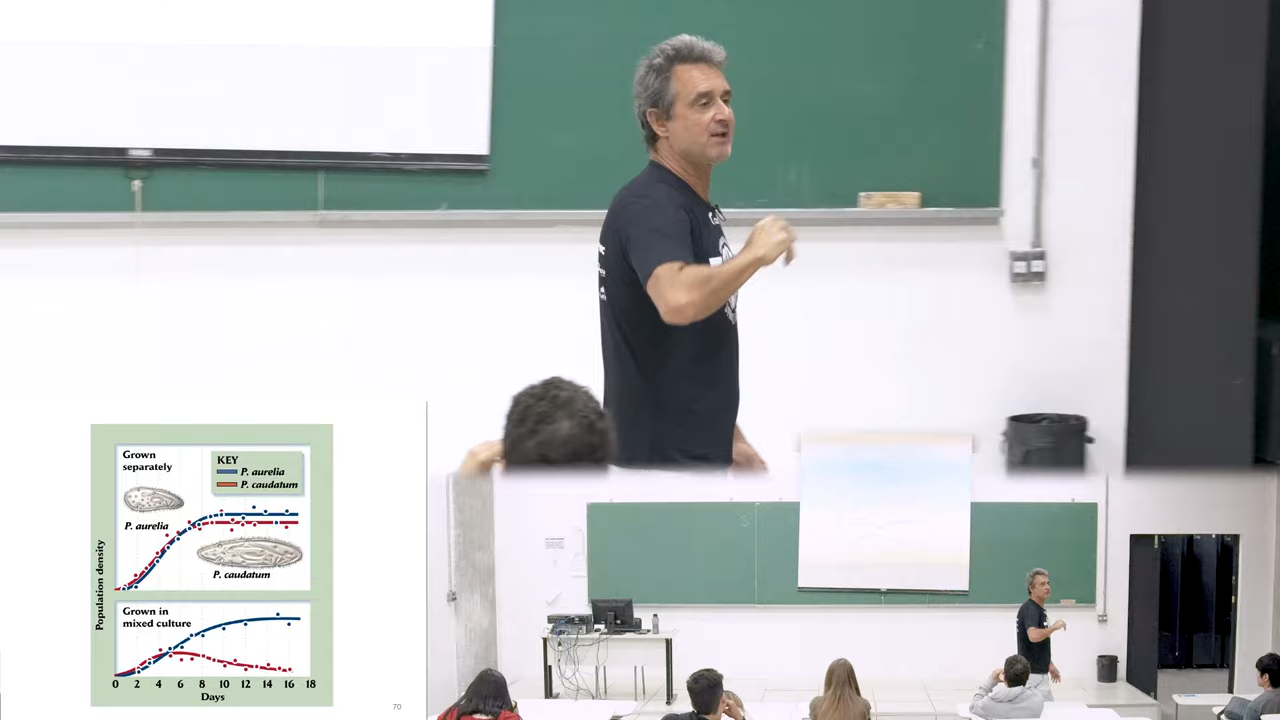 Grown
separately
KEY
P. aurelia
P. caudatum
P. aurelia
P. caudatum
Population density
Grown in
mixed culture
0 2 4 6 8 10 12 14 16 18
Days
70